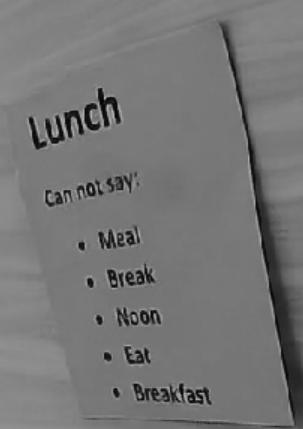 Lunch
Can not say:
• Meal
• Break
• Noon
• Eat
• Breakfast